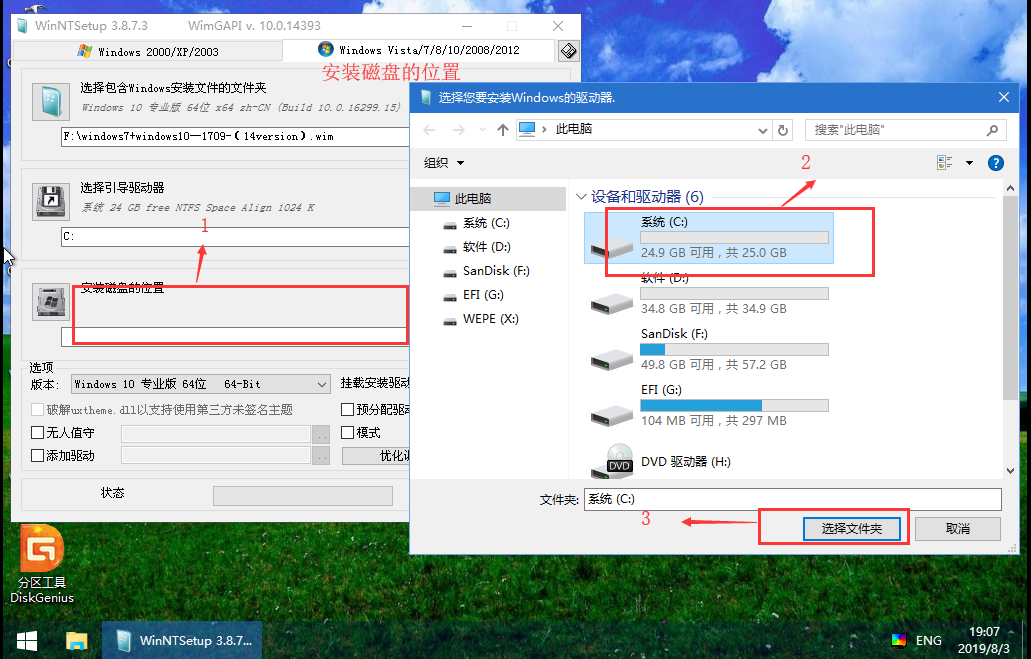 WinNTSetup 3.8.7.3 WimGAPI v. 10.0.14393
Windows 2000/XP/2003
Windows Vista/7/8/10/2008/2012
安装磁盘的位置
选择包含Windows安装文件的文件夹
Windows 10 专业版 64位 x64 zh-CN (Build 10.0.16299.15)
F:\windows7+windows10--1709-(14version).wim
选择引导驱动器
系统 24 GB free NTFS Space Align 1024 K
1
C:
安装磁盘的位置
选项
版本:
Windows 10 专业版 64位 64-Bit
挂载安装驱动
破解uxtheme.dll以支持使用第三方未签名主题
预分配驱动
无人值守
..
模式
添加驱动
..
优化调
状态
选择您要安装Windows的驱动器.
此电脑
搜索"此电脑"
组织
2
此电脑
系统 (C:)
软件 (D:)
SanDisk (F:)
EFI (G:)
WEPE (X:)
设备和驱动器 (6)
系统 (C:)
24.9 GB 可用，共 25.0 GB
软件 (D:)
34.8 GB 可用，共 34.9 GB
SanDisk (F:)
49.8 GB 可用，共 57.2 GB
EFI (G:)
104 MB 可用，共 297 MB
DVD
DVD 驱动器 (H:)
文件夹:
系统 (C:)
3
选择文件夹
取消
分区工具
DiskGenius
WinNTSetup 3.8.7...
ENG
19:07
2019/8/3